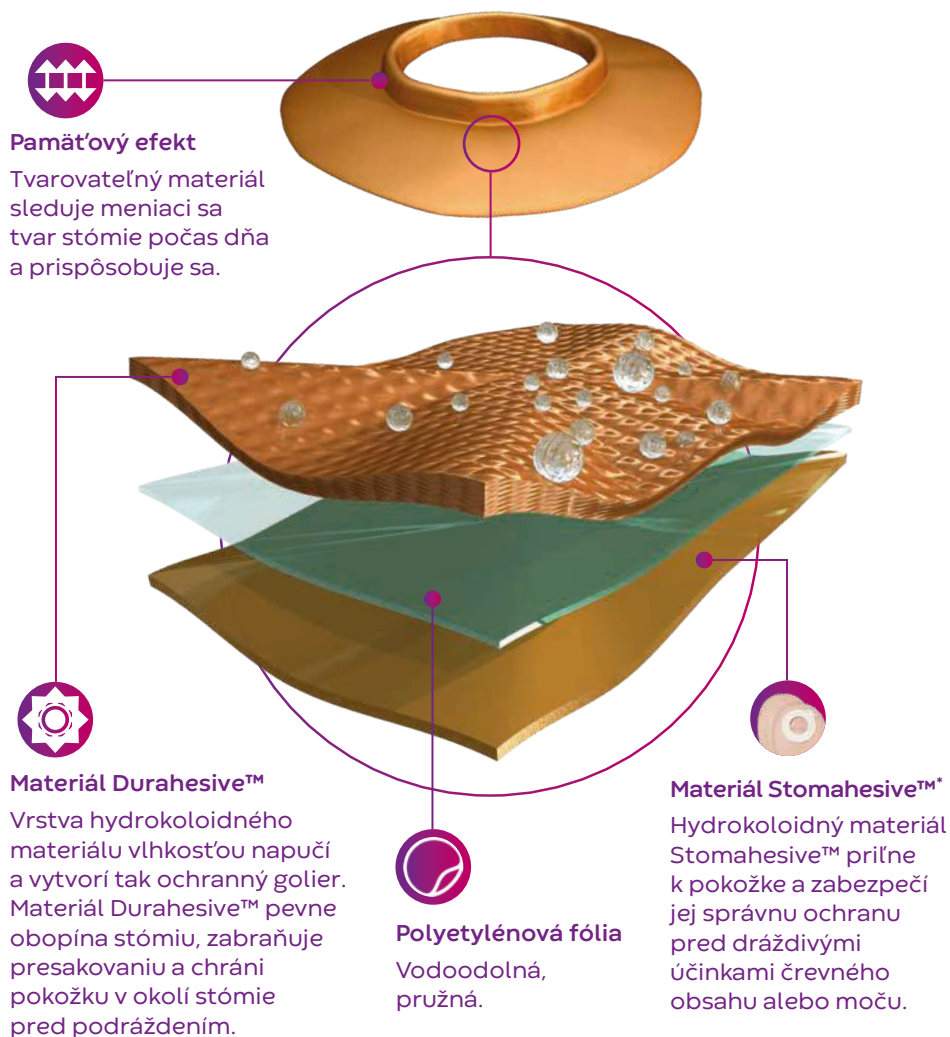 Pamäťový efekt
Tvarovateľný materiál
sleduje meniaci sa
tvar stómie počas dňa
a prispôsobuje sa.
Materiál Durahesive™
Vrstva hydrokoloidného
materiálu vlhkosťou napučí
a vytvorí tak ochranný golier.
Materiál Durahesive™ pevne
obopína stómiu, zabraňuje
presakovaniu a chráni
pokožku v okolí stómie
pred podráždením.
Polyetylénová fólia
Vodoodolná,
pružná.
Materiál Stomahesive™*
Hydrokoloidný materiál
Stomahesive™ priľne
k pokožke a zabezpečí
jej správnu ochranu
pred dráždivými
účinkami črevného
obsahu alebo moču.